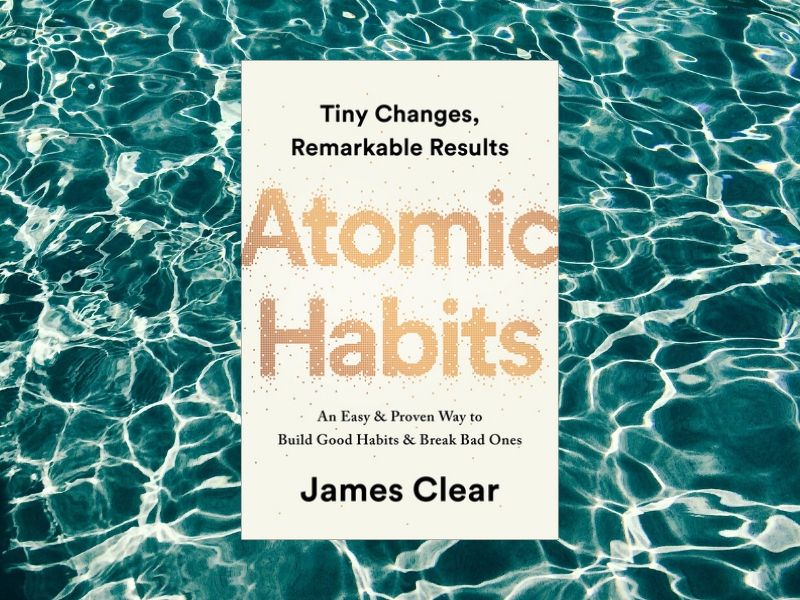 Tiny Changes,
Remarkable Results
Atomic
Habits
An Easy & Proven Way to
Build Good Habits & Break Bad Ones
James Clear